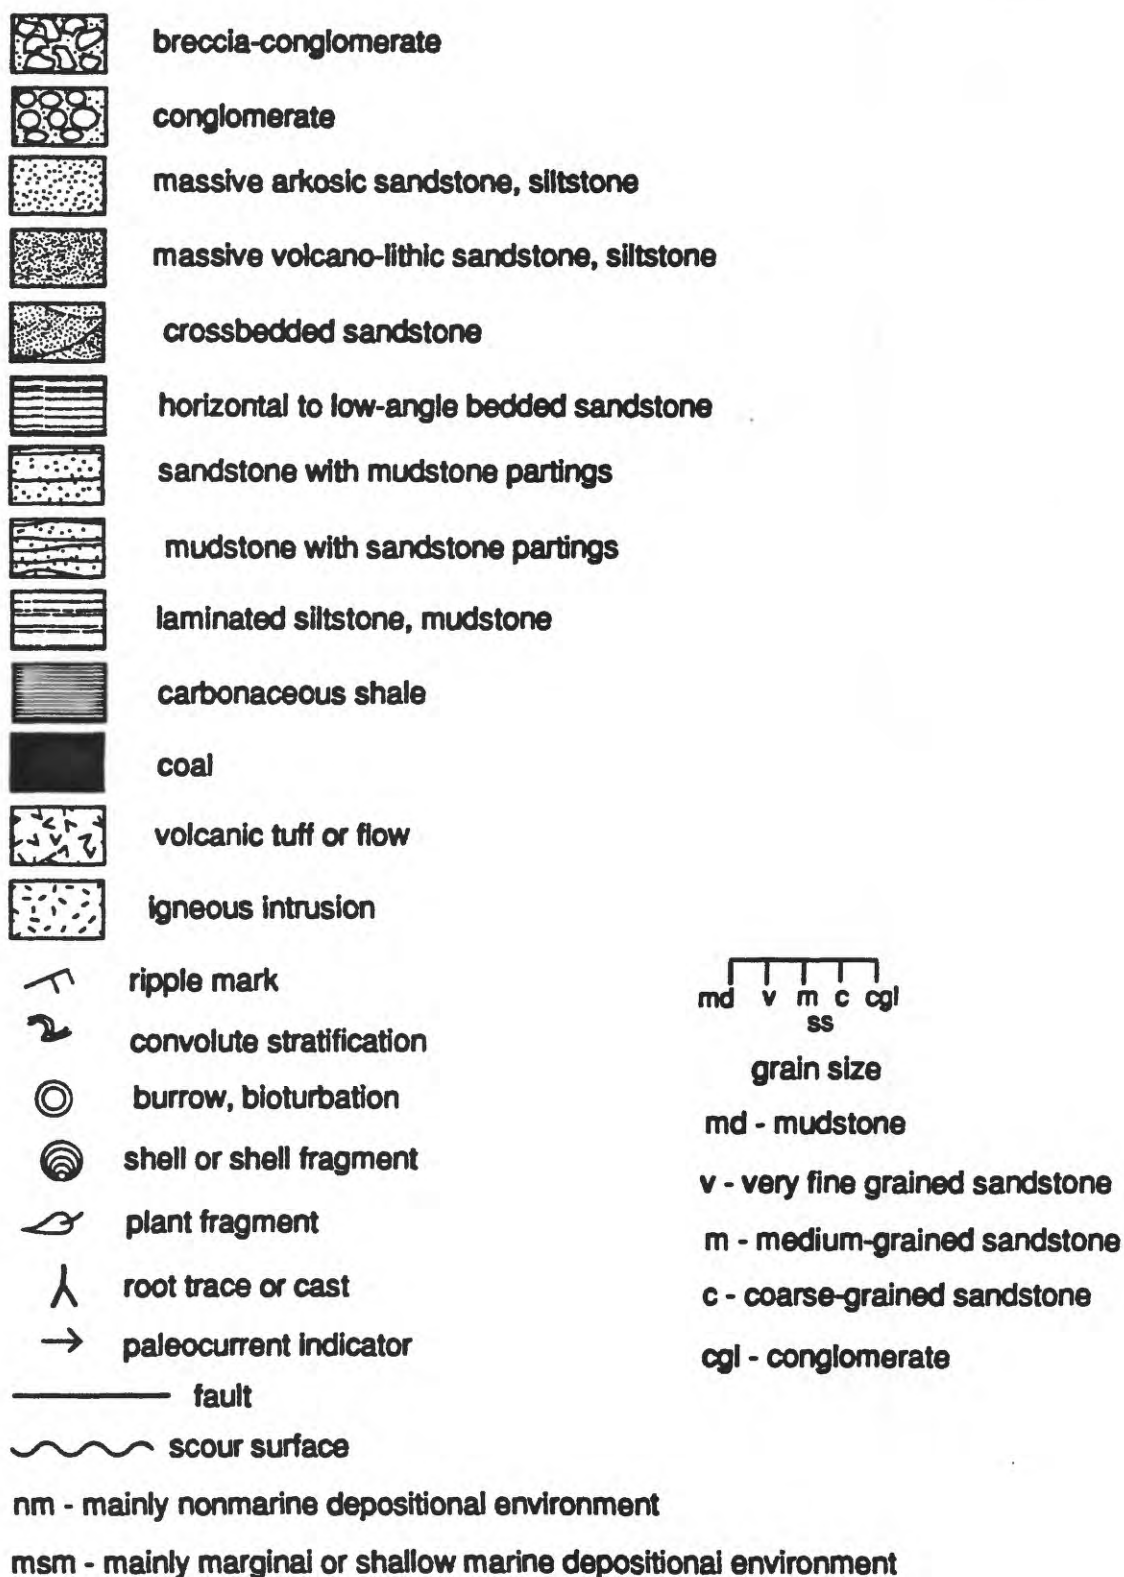 breccia-conglomerate
conglomerate
massive arkosic sandstone, siltstone
massive volcano-lithic sandstone, siltstone
crossbedded sandstone
horizontal to low-angle bedded sandstone
sandstone with mudstone partings
mudstone with sandstone partings
laminated siltstone, mudstone
carbonaceous shale
coal
volcanic tuff or flow
igneous intrusion
ripple mark
convolute stratification
burrow, bioturbation
shell or shell fragment
plant fragment
root trace or cast
paleocurrent indicator
fault
scour surface
nm - mainly nonmarine depositional environment
msm - mainly marginal or shallow marine depositional environment
md v m c cgl
ss
grain size
md - mudstone
v - very fine grained sandstone
m - medium-grained sandstone
c - coarse-grained sandstone
cgl - conglomerate